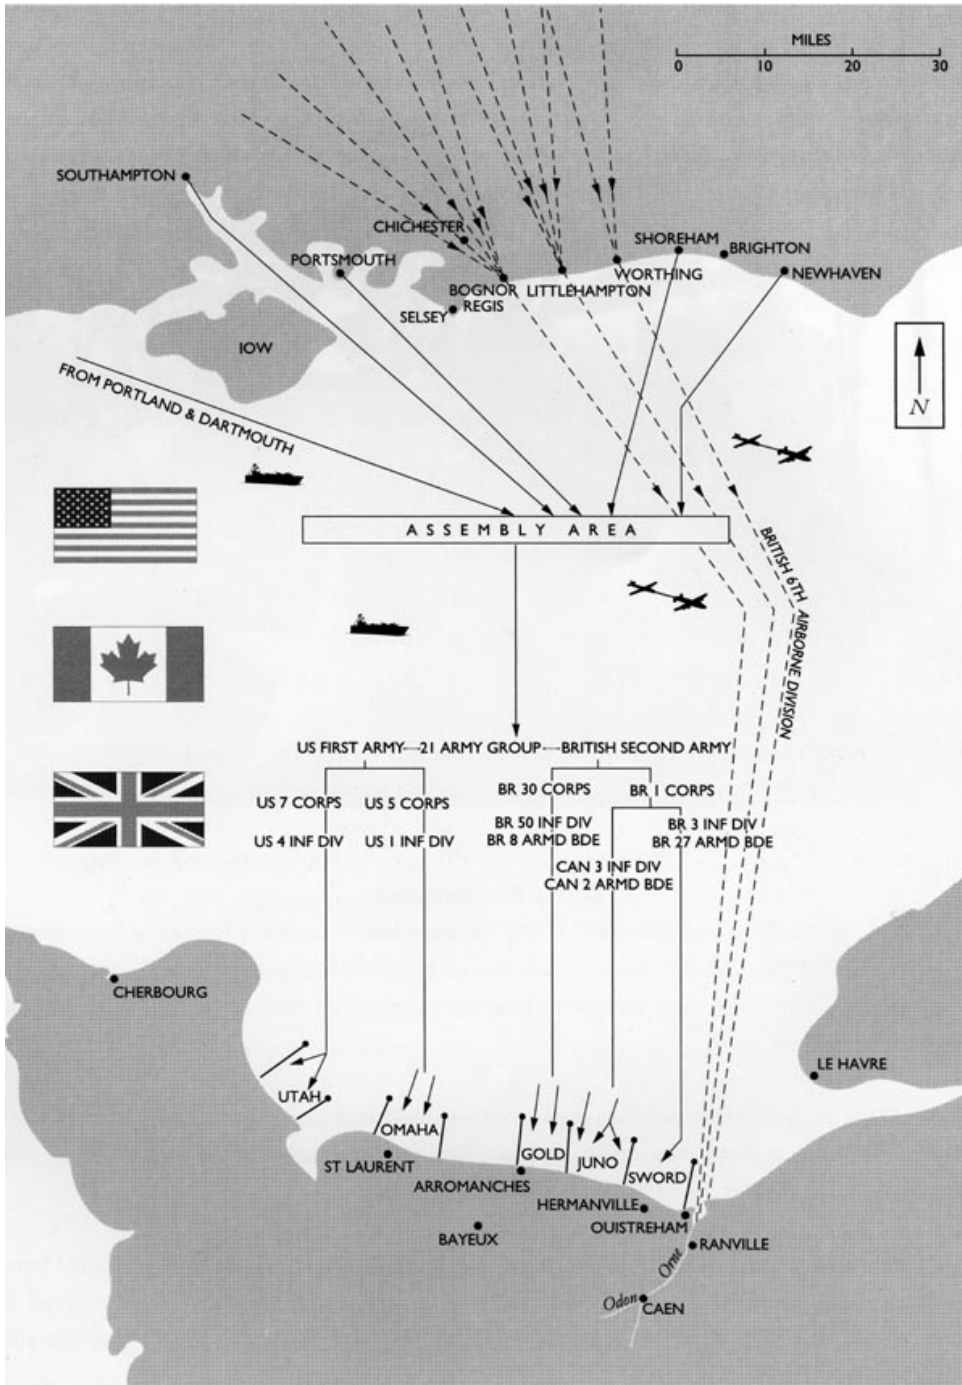 MILES
0 10 20 30
SOUTHAMPTON
CHICHESTER
PORTSMOUTH
SHOREHAM
BRIGHTON
WORTHING
NEWHAVEN
BOGNOR REGIS
LITTLEHAMPTON
SELSEY
IOW
N
FROM PORTLAND & DARTMOUTH
ASSEMBLY AREA
BRITISH 6TH AIRBORNE DIVISION
US FIRST ARMY
21 ARMY GROUP
BRITISH SECOND ARMY
US 7 CORPS
US 5 CORPS
BR 30 CORPS
BR 1 CORPS
US 4 INF DIV
US 1 INF DIV
BR 50 INF DIV
BR 8 ARMD BDE
BR 3 INF DIV
BR 27 ARMD BDE
CAN 3 INF DIV
CAN 2 ARMD BDE
CHERBOURG
LE HAVRE
UTAH
OMAHA
GOLD
JUNO
SWORD
ST LAURENT
ARROMANCHES
HERMANVILLE
OUISTREHAM
BAYEUX
RANVILLE
Orne
Odon
CAEN